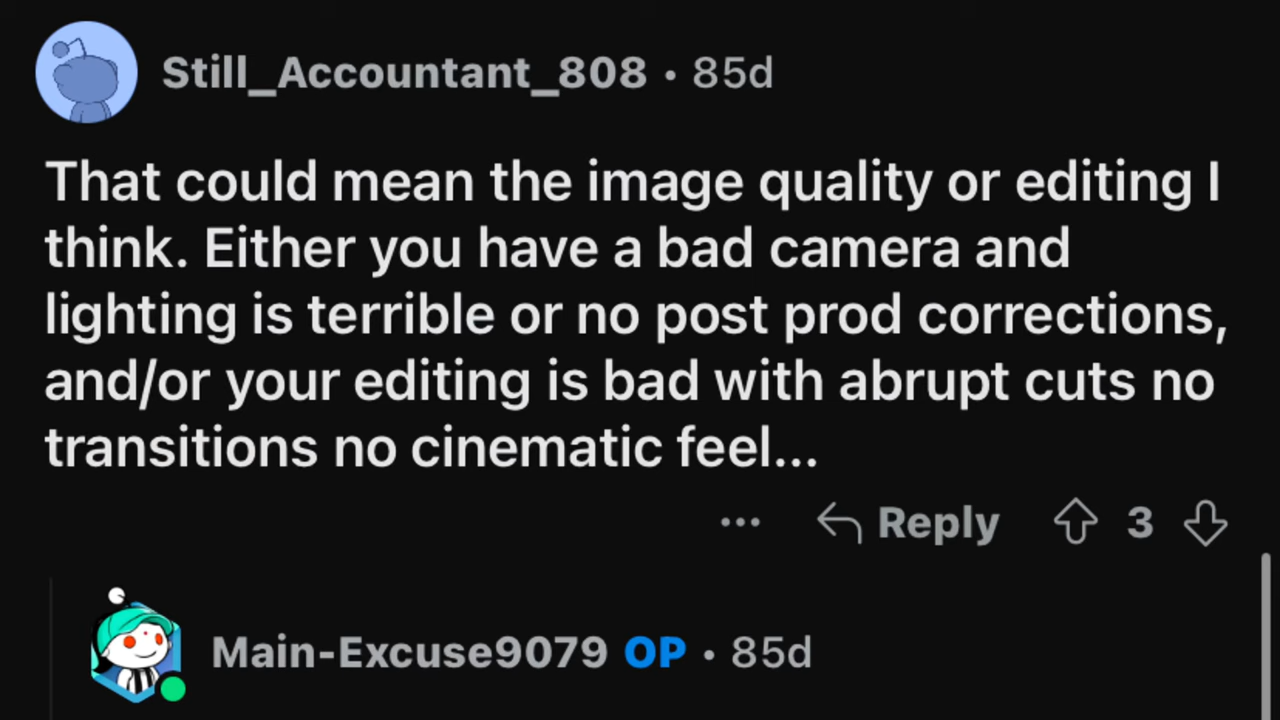 Still_Accountant_808 • 85d
That could mean the image quality or editing I
think. Either you have a bad camera and
lighting is terrible or no post prod corrections,
and/or your editing is bad with abrupt cuts no
transitions no cinematic feel...
... Reply 3
Main-Excuse9079 OP • 85d